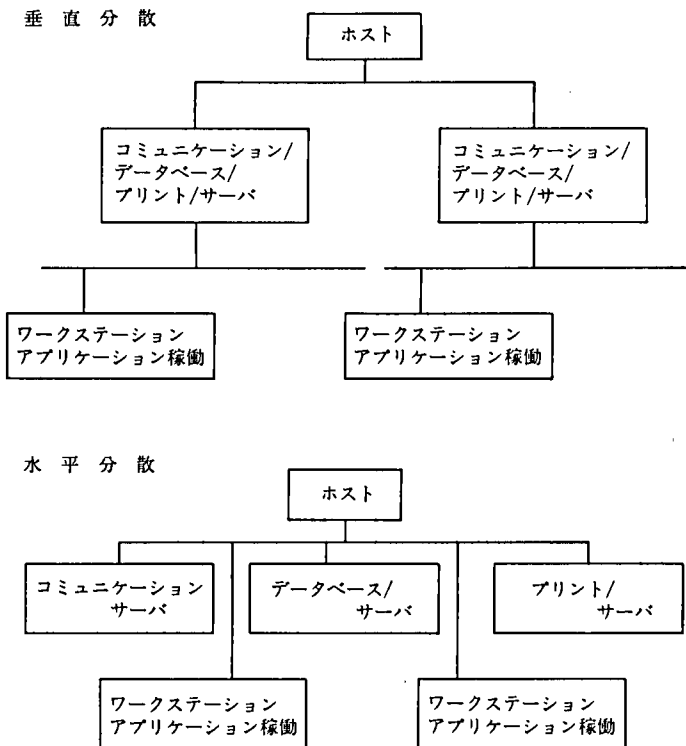 垂直分散
ホスト
コミュニケーション/
データベース/
プリント/サーバ
コミュニケーション/
データベース/
プリント/サーバ
ワークステーション
アプリケーション稼働
ワークステーション
アプリケーション稼働
水平分散
ホスト
コミュニケーション
サーバ
データベース/
サーバ
プリント/
サーバ
ワークステーション
アプリケーション稼働
ワークステーション
アプリケーション稼働